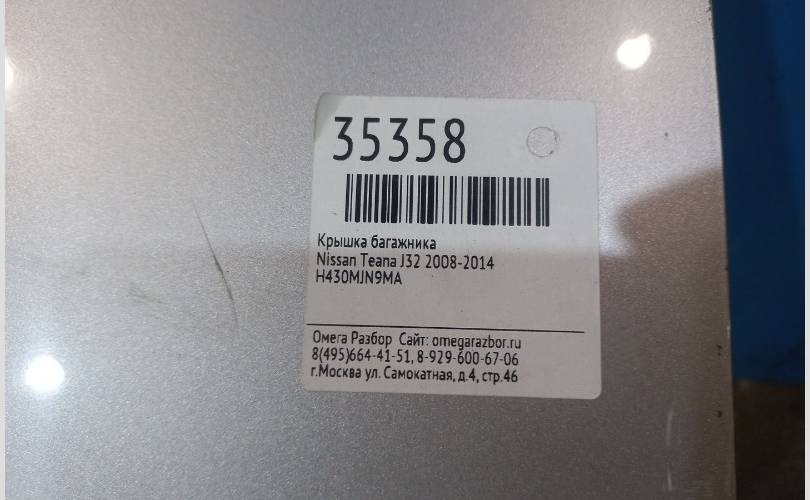 35358
Крышка багажника
Nissan Teana J32 2008-2014
H430MJN9MA
Омега Разбор Сайт: omegarazbor.ru
8(495)664-41-51, 8-929-600-67-06
г.Москва ул. Самокатная, д.4, стр.46